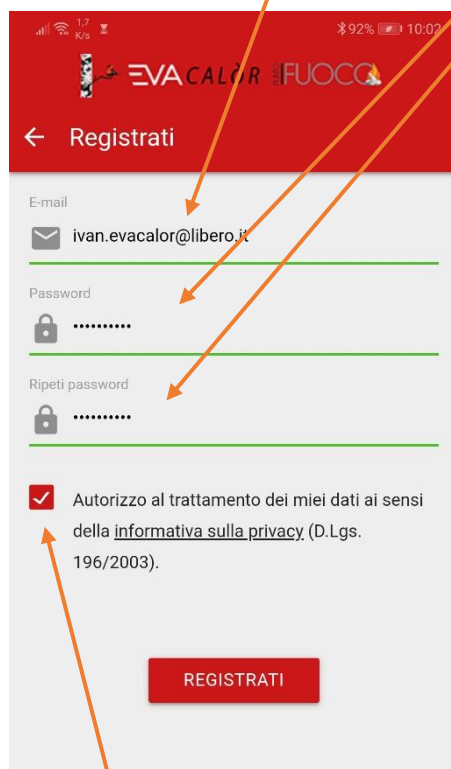 1,7
K/s
92% 10:02
EVACALÒR PUNTO FUOCO
Registrati
E-mail
ivan.evacalor@libero.it
Password
••••••••••
Ripeti password
••••••••••
Autorizzo al trattamento dei miei dati ai sensi
della informativa sulla privacy (D.Lgs.
196/2003).
REGISTRATI